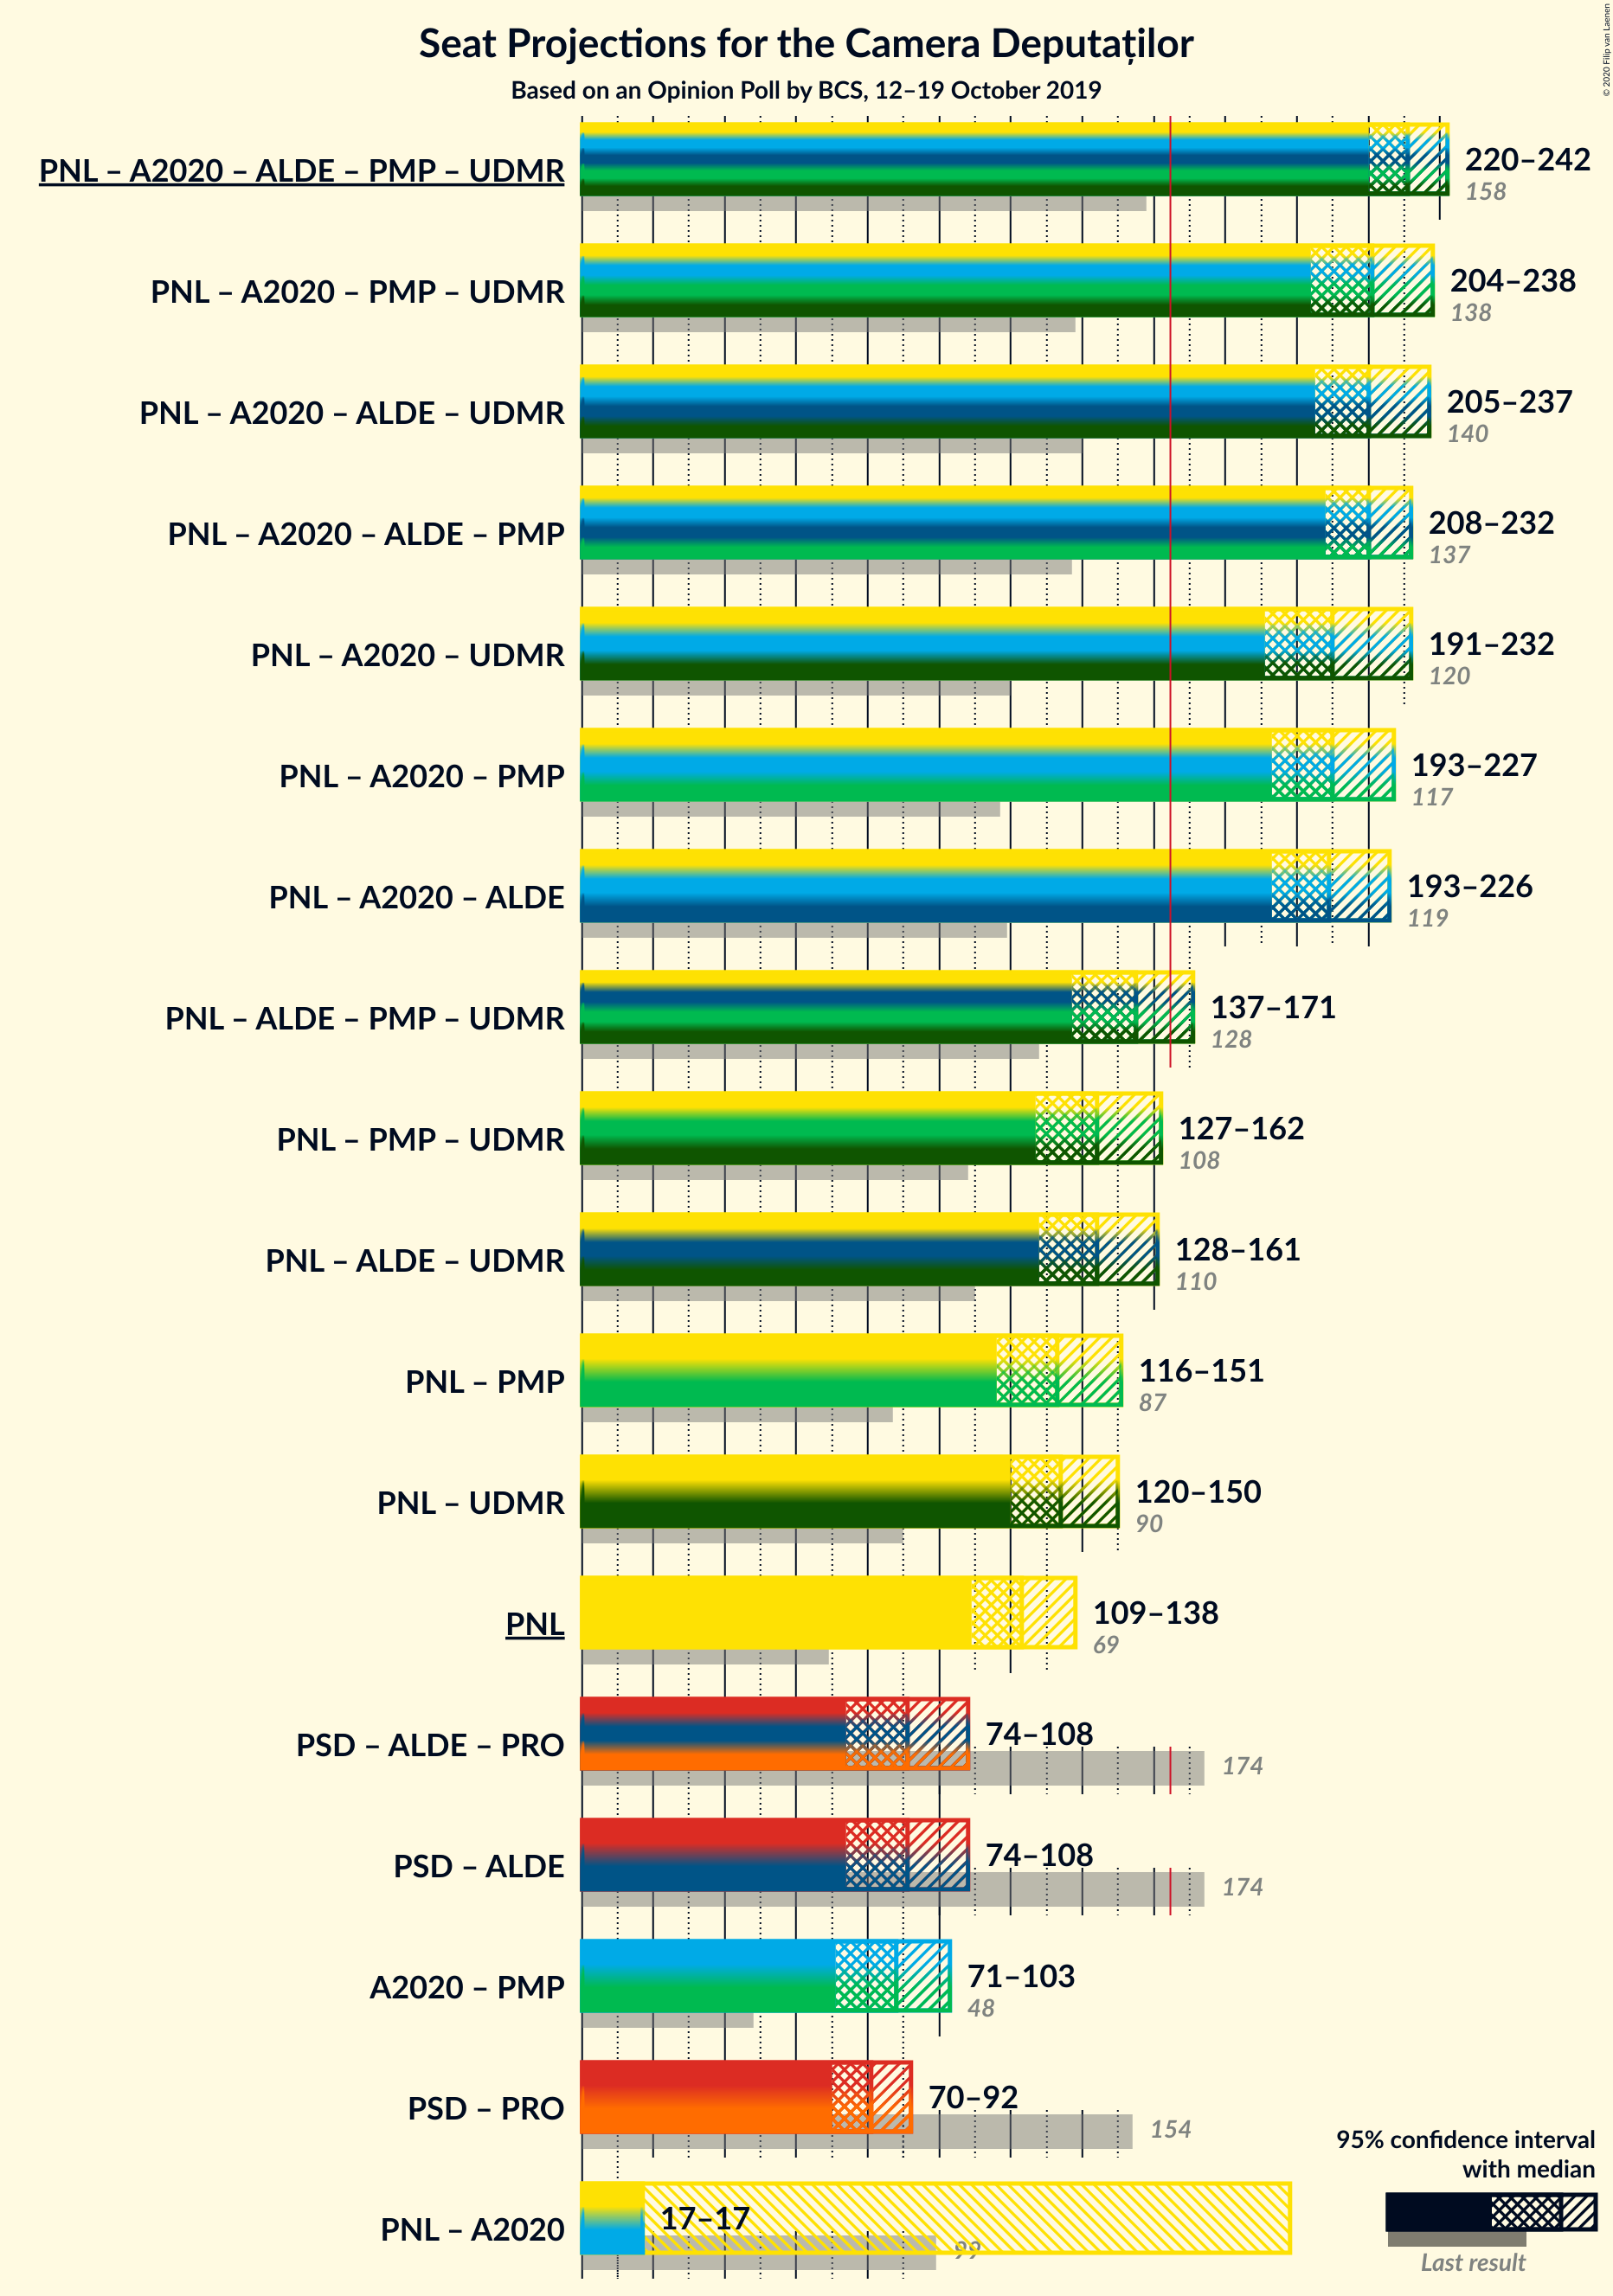 Seat Projections for the Camera Deputaților
Based on an Opinion Poll by BCS, 12–19 October 2019
© 2020 Filip van Laenen
PNL – A2020 – ALDE – PMP – UDMR
220–242
158
PNL – A2020 – PMP – UDMR
204–238
138
PNL – A2020 – ALDE – UDMR
205–237
140
PNL – A2020 – ALDE – PMP
208–232
137
PNL – A2020 – UDMR
191–232
120
PNL – A2020 – PMP
193–227
117
PNL – A2020 – ALDE
193–226
119
PNL – ALDE – PMP – UDMR
137–171
128
PNL – PMP – UDMR
127–162
108
PNL – ALDE – UDMR
128–161
110
PNL – PMP
116–151
87
PNL – UDMR
120–150
90
PNL
109–138
69
PSD – ALDE – PRO
74–108
174
PSD – ALDE
74–108
174
A2020 – PMP
71–103
48
PSD – PRO
70–92
154
PNL – A2020
17–17
99
95% confidence interval
with median
Last result